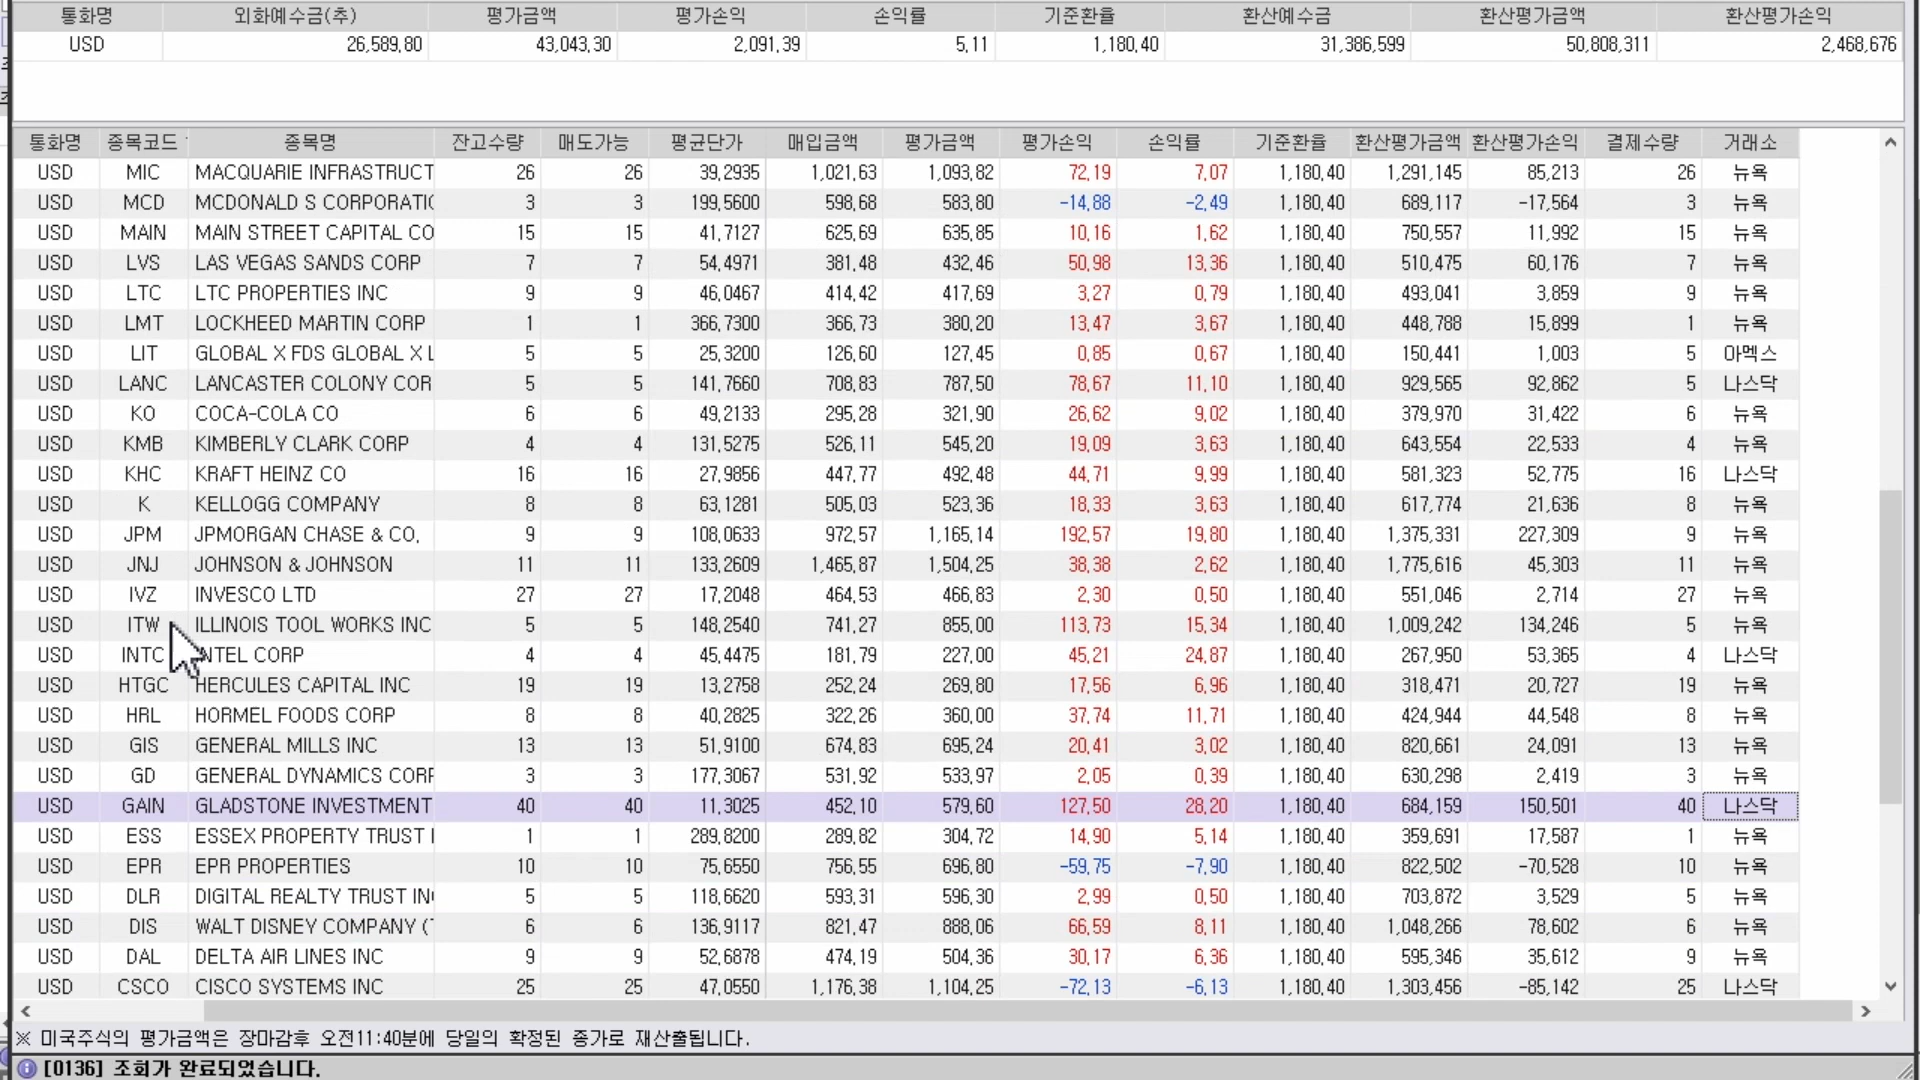 통화명 외화예수금(추) 평가금액 평가손익 손익률 기준환율 환산예수금 환산평가금액 환산평가손익
USD 26,589,80 43,043,30 2,091,39 5,11 1,180,40 31,386,599 50,808,311 2,468,676
통화명 종목코드 종목명 잔고수량 매도가능 평균단가 매입금액 평가금액 평가손익 손익률 기준환율 환산평가금액 환산평가손익 결제수량 거래소
USD MIC MACQUARIE INFRASTRUCT 26 26 39,2935 1,021,63 1,093,82 72,19 7,07 1,180,40 1,291,145 85,213 26 뉴욕
USD MCD MCDONALD S CORPORATIO 3 3 199,5600 598,68 583,80 -14,88 -2,49 1,180,40 689,117 -17,564 3 뉴욕
USD MAIN MAIN STREET CAPITAL CO 15 15 41,7127 625,69 635,85 10,16 1,62 1,180,40 750,557 11,992 15 뉴욕
USD LVS LAS VEGAS SANDS CORP 7 7 54,4971 381,48 432,46 50,98 13,36 1,180,40 510,475 60,176 7 뉴욕
USD LTC LTC PROPERTIES INC 9 9 46,0467 414,42 417,69 3,27 0,79 1,180,40 493,041 3,859 9 뉴욕
USD LMT LOCKHEED MARTIN CORP 1 1 366,7300 366,73 380,20 13,47 3,67 1,180,40 448,788 15,899 1 뉴욕
USD LIT GLOBAL X FDS GLOBAL X L 5 5 25,3200 126,60 127,45 0,85 0,67 1,180,40 150,441 1,003 5 아멕스
USD LANC LANCASTER COLONY COR 5 5 141,7660 708,83 787,50 78,67 11,10 1,180,40 929,565 92,862 5 나스닥
USD KO COCA-COLA CO 6 6 49,2133 295,28 321,90 26,62 9,02 1,180,40 379,970 31,422 6 뉴욕
USD KMB KIMBERLY CLARK CORP 4 4 131,5275 526,11 545,20 19,09 3,63 1,180,40 643,554 22,533 4 뉴욕
USD KHC KRAFT HEINZ CO 16 16 27,9856 447,77 492,48 44,71 9,99 1,180,40 581,323 52,775 16 나스닥
USD K KELLOGG COMPANY 8 8 63,1281 505,03 523,36 18,33 3,63 1,180,40 617,774 21,636 8 뉴욕
USD JPM JPMORGAN CHASE & CO, 9 9 108,0633 972,57 1,165,14 192,57 19,80 1,180,40 1,375,331 227,309 9 뉴욕
USD JNJ JOHNSON & JOHNSON 11 11 133,2609 1,465,87 1,504,25 38,38 2,62 1,180,40 1,775,616 45,303 11 뉴욕
USD IVZ INVESCO LTD 27 27 17,2048 464,53 466,83 2,30 0,50 1,180,40 551,046 2,714 27 뉴욕
USD ITW ILLINOIS TOOL WORKS INC 5 5 148,2540 741,27 855,00 113,73 15,34 1,180,40 1,009,242 134,246 5 뉴욕
USD INTC INTEL CORP 4 4 45,4475 181,79 227,00 45,21 24,87 1,180,40 267,950 53,365 4 나스닥
USD HTGC HERCULES CAPITAL INC 19 19 13,2758 252,24 269,80 17,56 6,96 1,180,40 318,471 20,727 19 뉴욕
USD HRL HORMEL FOODS CORP 8 8 40,2825 322,26 360,00 37,74 11,71 1,180,40 424,944 44,548 8 뉴욕
USD GIS GENERAL MILLS INC 13 13 51,9100 674,83 695,24 20,41 3,02 1,180,40 820,661 24,091 13 뉴욕
USD GD GENERAL DYNAMICS CORP 3 3 177,3067 531,92 533,97 2,05 0,39 1,180,40 630,298 2,419 3 뉴욕
USD GAIN GLADSTONE INVESTMENT 40 40 11,3025 452,10 579,60 127,50 28,20 1,180,40 684,159 150,501 40 나스닥
USD ESS ESSEX PROPERTY TRUST I 1 1 289,8200 289,82 304,72 14,90 5,14 1,180,40 359,691 17,587 1 뉴욕
USD EPR EPR PROPERTIES 10 10 75,6550 756,55 696,80 -59,75 -7,90 1,180,40 822,502 -70,528 10 뉴욕
USD DLR DIGITAL REALTY TRUST IN 5 5 118,6620 593,31 596,30 2,99 0,50 1,180,40 703,872 3,529 5 뉴욕
USD DIS WALT DISNEY COMPANY (T 6 6 136,9117 821,47 888,06 66,59 8,11 1,180,40 1,048,266 78,602 6 뉴욕
USD DAL DELTA AIR LINES INC 9 9 52,6878 474,19 504,36 30,17 6,36 1,180,40 595,346 35,612 9 뉴욕
USD CSCO CISCO SYSTEMS INC 25 25 47,0550 1,176,38 1,104,25 -72,13 -6,13 1,180,40 1,303,456 -85,142 25 나스닥
※ 미국주식의 평가금액은 장마감후 오전11:40분에 당일의 확정된 종가로 재산출됩니다.
[0136] 조회가 완료되었습니다.